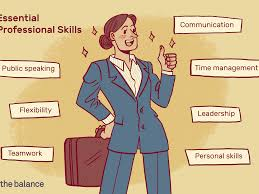 Essential
Professional Skills
Communication
Public speaking
Time management
Flexibility
Leadership
Teamwork
Personal skills
the balance